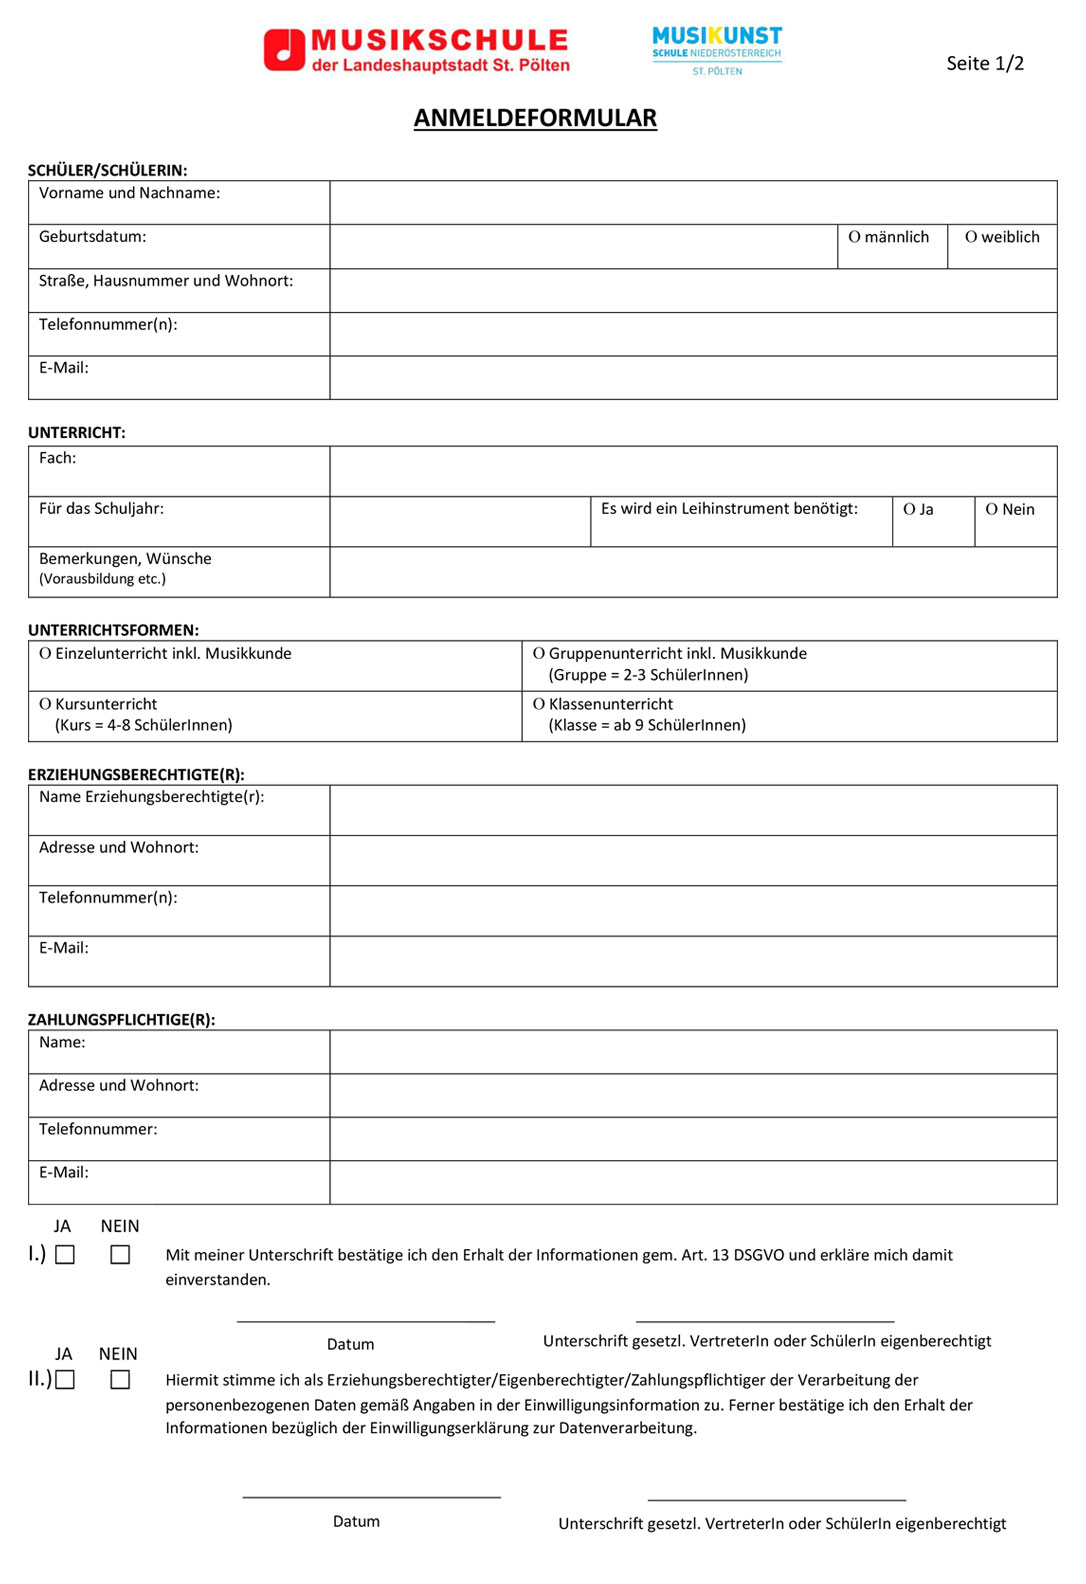 MUSIKSCHULE
der Landeshauptstadt St. Pölten
MUSIKUNST
SCHULE NIEDERÖSTERREICH
ST. PÖLTEN
Seite 1/2
ANMELDEFORMULAR
SCHÜLER/SCHÜLERIN:
Vorname und Nachname:
Geburtsdatum: O männlich O weiblich
Straße, Hausnummer und Wohnort:
Telefonnummer(n):
E-Mail:
UNTERRICHT:
Fach:
Für das Schuljahr: Es wird ein Leihinstrument benötigt: O Ja O Nein
Bemerkungen, Wünsche
(Vorausbildung etc.)
UNTERRICHTSFORMEN:
O Einzelunterricht inkl. Musikkunde
O Gruppenunterricht inkl. Musikkunde
(Gruppe = 2-3 SchülerInnen)
O Kursunterricht
(Kurs = 4-8 SchülerInnen)
O Klassenunterricht
(Klasse = ab 9 SchülerInnen)
ERZIEHUNGSBERECHTIGTE(R):
Name Erziehungsberechtigte(r):
Adresse und Wohnort:
Telefonnummer(n):
E-Mail:
ZAHLUNGSPFLICHTIGE(R):
Name:
Adresse und Wohnort:
Telefonnummer:
E-Mail:
JA NEIN
I.) Mit meiner Unterschrift bestätige ich den Erhalt der Informationen gem. Art. 13 DSGVO und erkläre mich damit
einverstanden.
Datum Unterschrift gesetzl. VertreterIn oder SchülerIn eigenberechtigt
JA NEIN
II.) Hiermit stimme ich als Erziehungsberechtigter/Eigenberechtigter/Zahlungspflichtiger der Verarbeitung der
personenbezogenen Daten gemäß Angaben in der Einwilligungsinformation zu. Ferner bestätige ich den Erhalt der
Informationen bezüglich der Einwilligungserklärung zur Datenverarbeitung.
Datum Unterschrift gesetzl. VertreterIn oder SchülerIn eigenberechtigt